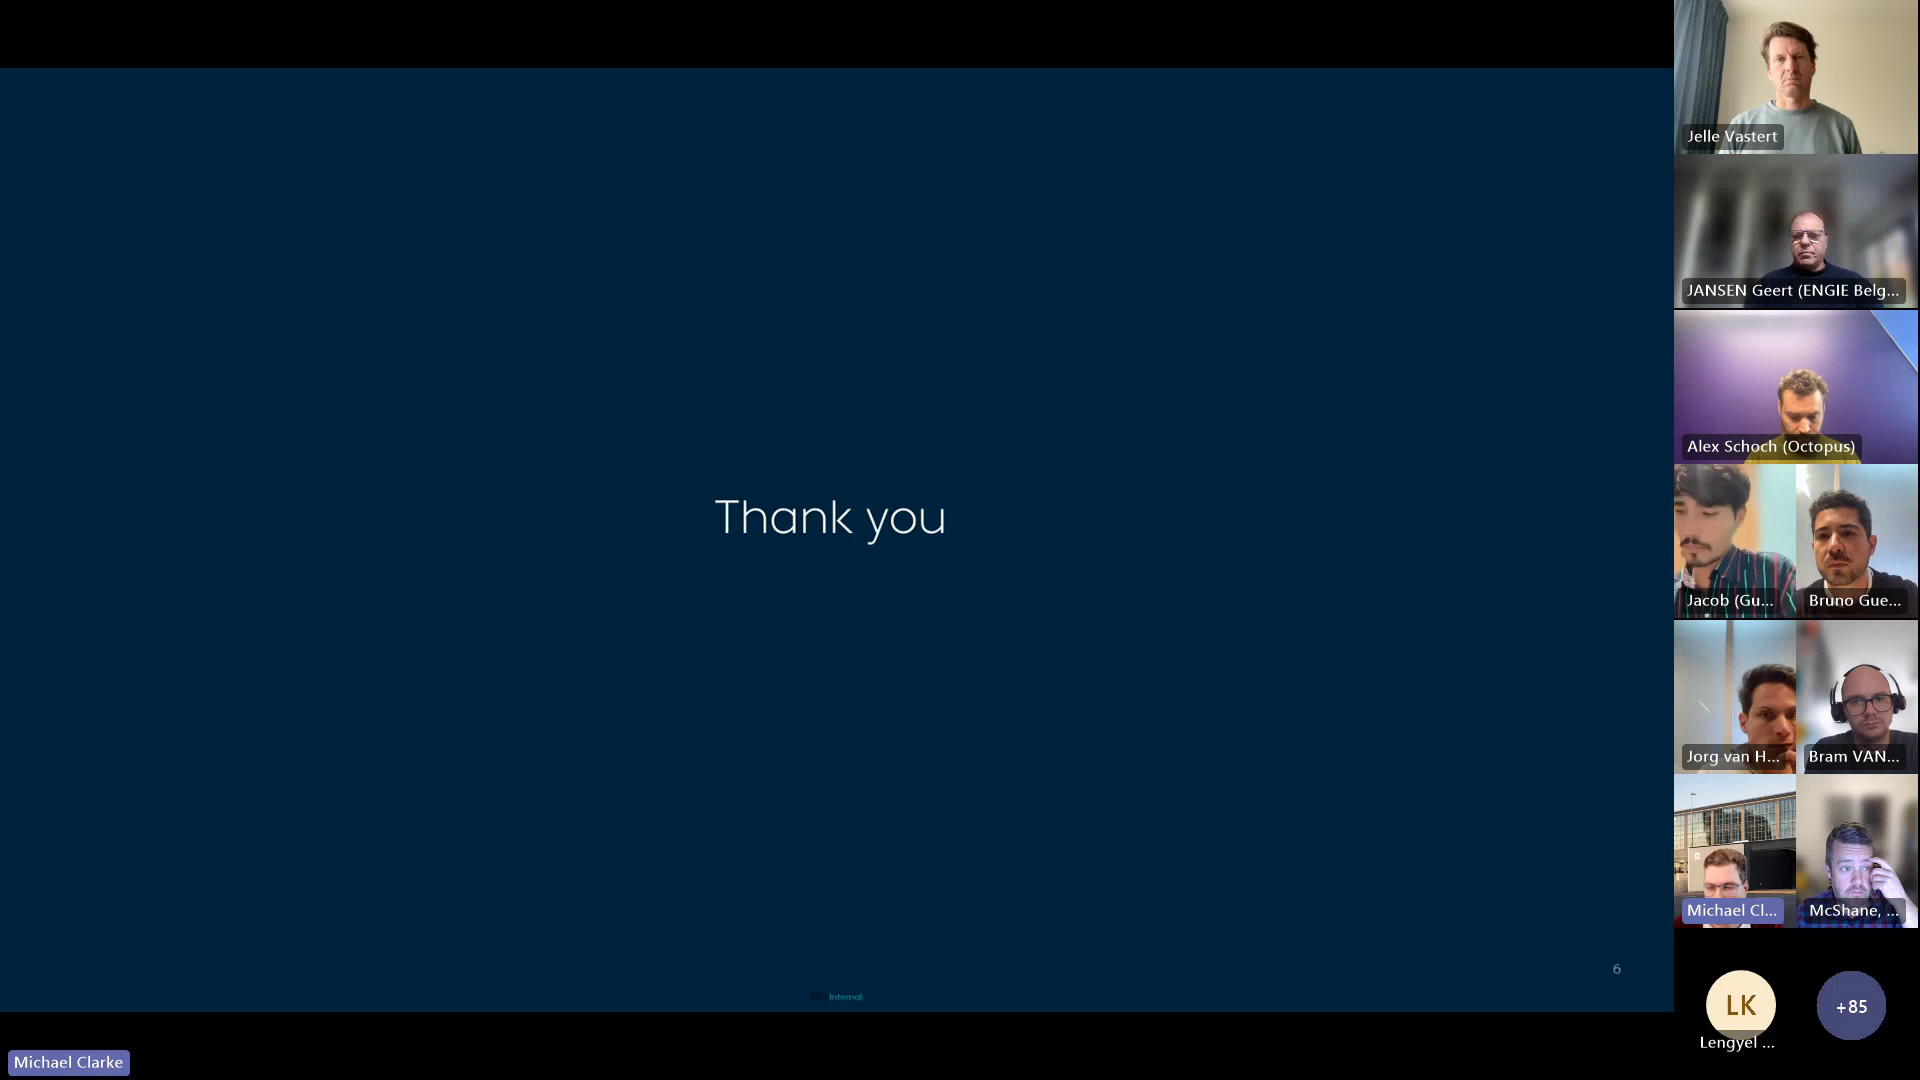 Thank you
6
Internal
Michael Clarke
Jelle Vastert
JANSEN Geert (ENGIE Belg...
Alex Schoch (Octopus)
Jacob (Gu...
Bruno Gue...
Jorg van H...
Bram VAN...
Michael Cl...
McShane, ...
LK
Lengyel ...
+85